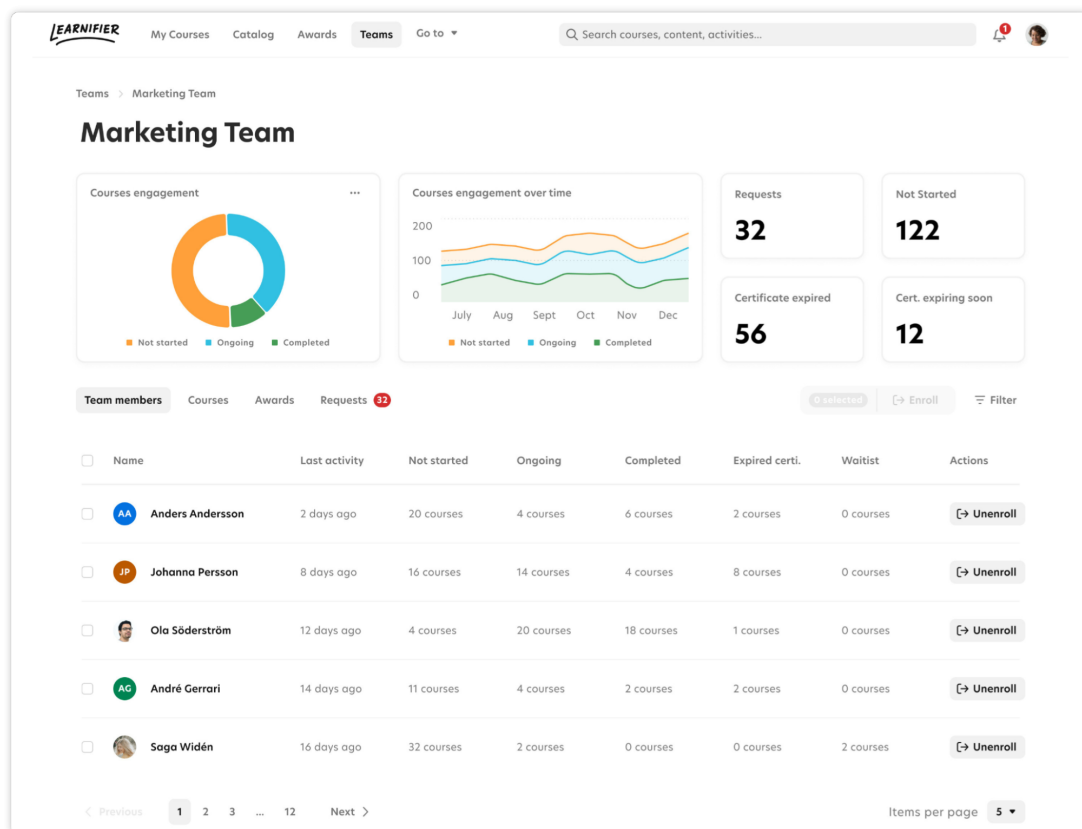 LEARNIFIER My Courses Catalog Awards Teams Go to Search courses, content, activities... 1
Teams Marketing Team
Marketing Team
Courses engagement ...
Not started Ongoing Completed
Courses engagement over time
200
100
0
July Aug Sept Oct Nov Dec
Not started Ongoing Completed
Requests
32
Not Started
122
Certificate expired
56
Cert. expiring soon
12
Team members Courses Awards Requests 32 0 selected Enroll Filter
Name Last activity Not started Ongoing Completed Expired certi. Waitist Actions
AA Anders Andersson 2 days ago 20 courses 4 courses 6 courses 2 courses 0 courses Unenroll
JP Johanna Persson 8 days ago 16 courses 14 courses 4 courses 8 courses 0 courses Unenroll
Ola Söderström 12 days ago 4 courses 20 courses 18 courses 1 courses 0 courses Unenroll
AG André Gerrari 14 days ago 11 courses 4 courses 2 courses 2 courses 0 courses Unenroll
Saga Widén 16 days ago 32 courses 2 courses 0 courses 0 courses 2 courses Unenroll
Previous 1 2 3 ... 12 Next Items per page 5